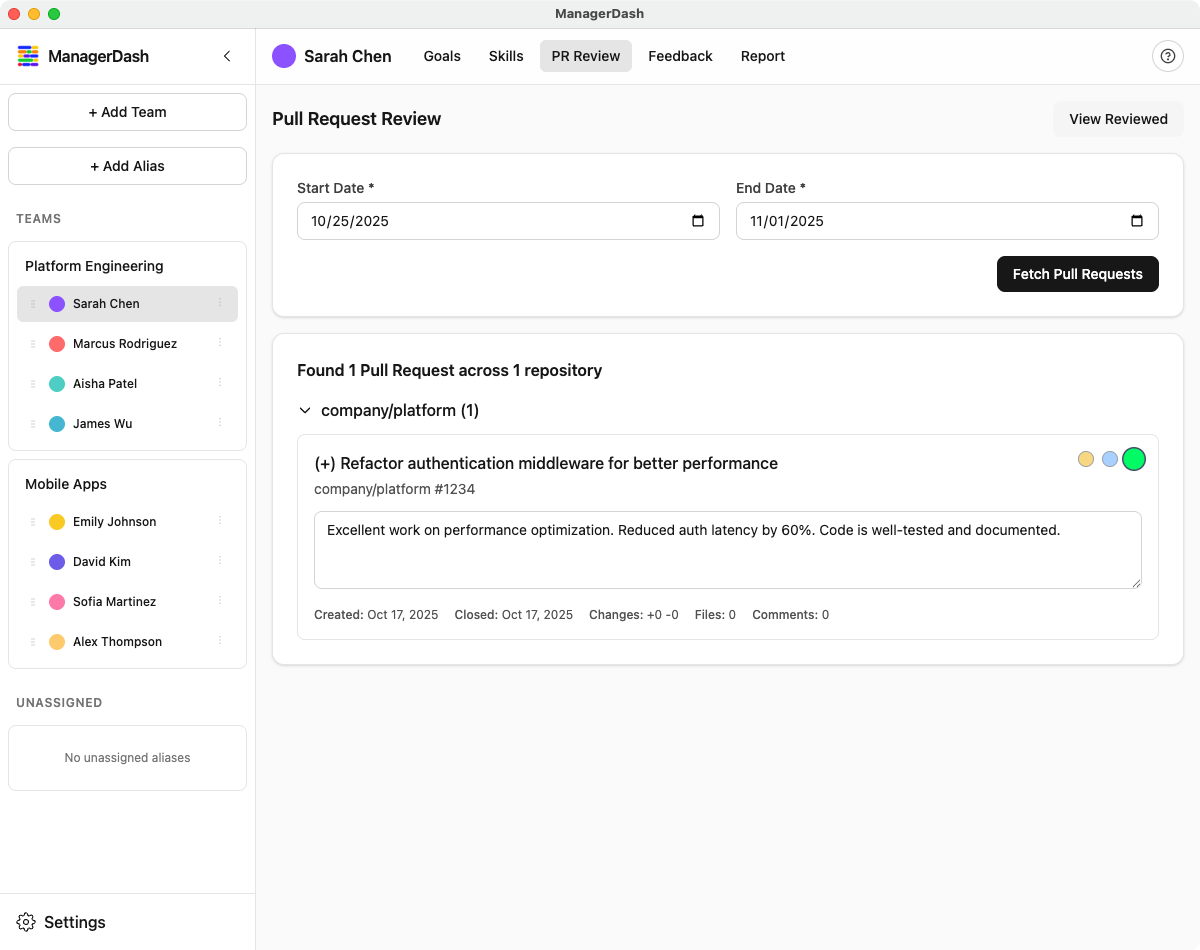 ManagerDash
ManagerDash
Sarah Chen
Goals
Skills
PR Review
Feedback
Report
+ Add Team
+ Add Alias
TEAMS
Platform Engineering
Sarah Chen
Marcus Rodriguez
Aisha Patel
James Wu
Mobile Apps
Emily Johnson
David Kim
Sofia Martinez
Alex Thompson
UNASSIGNED
No unassigned aliases
Settings
Pull Request Review
View Reviewed
Start Date *
10/25/2025
End Date *
11/01/2025
Fetch Pull Requests
Found 1 Pull Request across 1 repository
company/platform (1)
(+) Refactor authentication middleware for better performance
company/platform #1234
Excellent work on performance optimization. Reduced auth latency by 60%. Code is well-tested and documented.
Created: Oct 17, 2025 Closed: Oct 17, 2025 Changes: +0 -0 Files: 0 Comments: 0